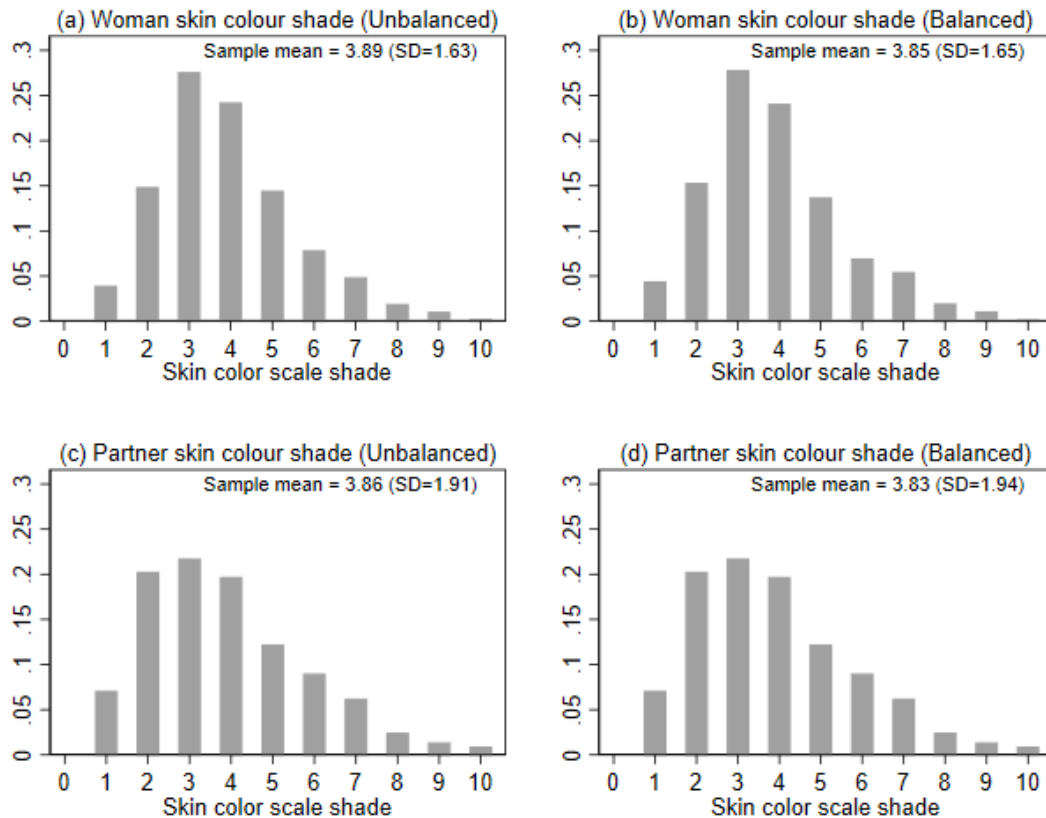 (a) Woman skin colour shade (Unbalanced)
Sample mean = 3.89 (SD=1.63)
.3
.25
.2
.15
.1
.05
0
0 1 2 3 4 5 6 7 8 9 10
Skin color scale shade
(b) Woman skin colour shade (Balanced)
Sample mean = 3.85 (SD=1.65)
.3
.25
.2
.15
.1
.05
0
0 1 2 3 4 5 6 7 8 9 10
Skin color scale shade
(c) Partner skin colour shade (Unbalanced)
Sample mean = 3.86 (SD=1.91)
.3
.25
.2
.15
.1
.05
0
0 1 2 3 4 5 6 7 8 9 10
Skin color scale shade
(d) Partner skin colour shade (Balanced)
Sample mean = 3.83 (SD=1.94)
.3
.25
.2
.15
.1
.05
0
0 1 2 3 4 5 6 7 8 9 10
Skin color scale shade